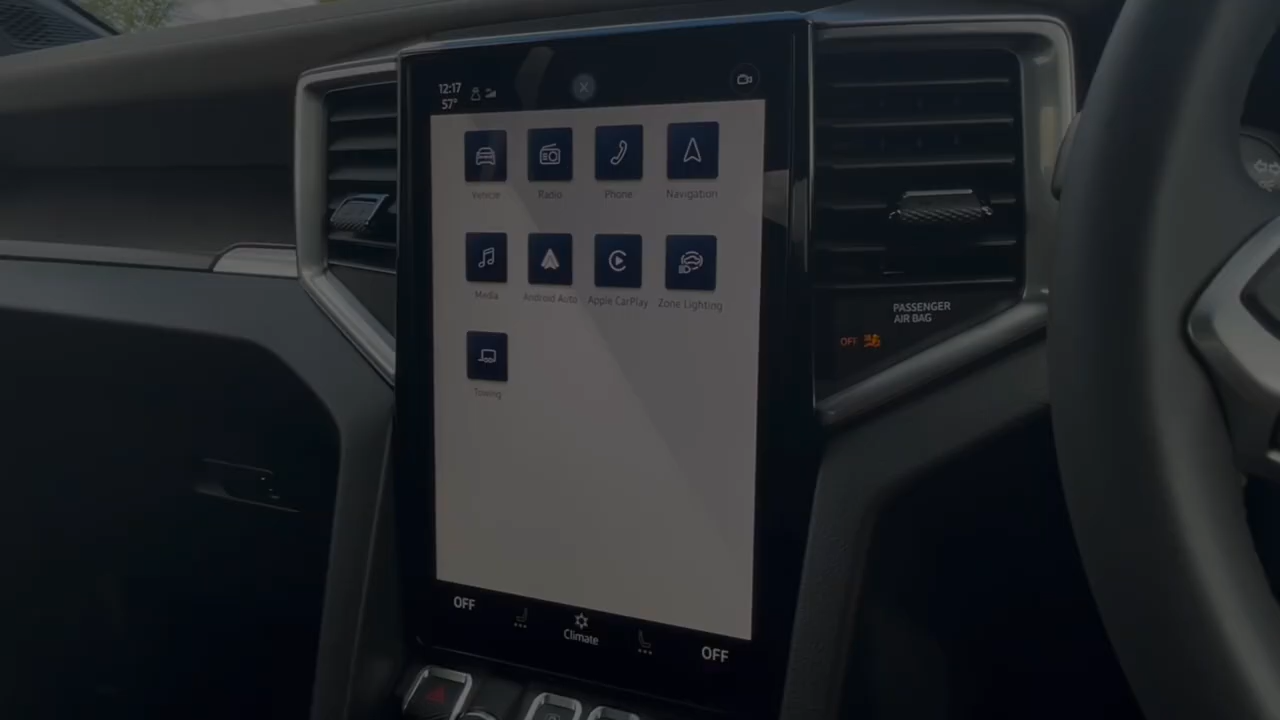 12:17
57°
Vehicle
Radio
Phone
Navigation
Media
Android Auto
Apple CarPlay
Zone Lighting
Towing
PASSENGER
AIR BAG
OFF
OFF
Climate
OFF